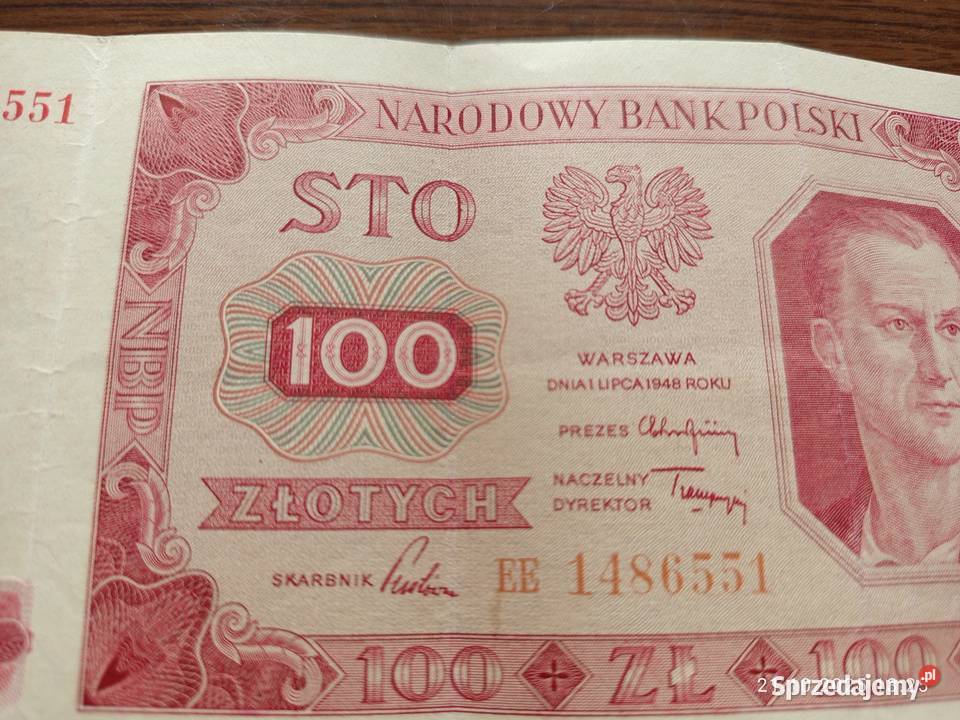 551
NARODOWY BANK POLSKI
STO
100
ZŁOTYCH
NBP
WARSZAWA
DNIA 1 LIPCA 1948 ROKU
PREZES
NACZELNY
DYREKTOR
SKARBNIK
EE 1486551
100 ZŁ 100
Sprzedajemy.pl